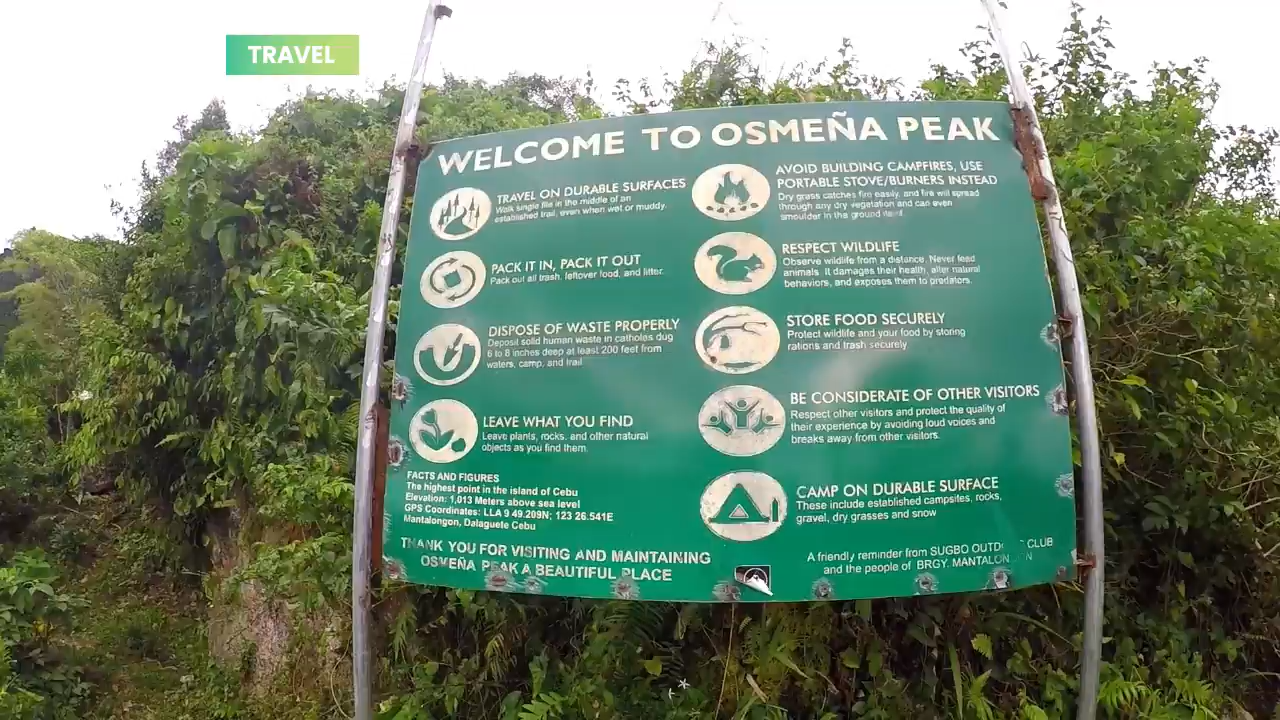 TRAVEL
WELCOME TO OSMEÑA PEAK
TRAVEL ON DURABLE SURFACES
Walk single file in the middle of an
established trail, even when wet or muddy.
PACK IT IN, PACK IT OUT
Pack out all trash, leftover food, and litter.
DISPOSE OF WASTE PROPERLY
Deposit solid human waste in catholes dug
6 to 8 inches deep at least 200 feet from
waters, camp, and trail
LEAVE WHAT YOU FIND
Leave plants, rocks, and other natural
objects as you find them.
FACTS AND FIGURES
The highest point in the island of Cebu
Elevation: 1,013 Meters above sea level
GPS Coordinates: LLA 9 49.209N; 123 26.541E
Mantalongon, Dalaguete Cebu
THANK YOU FOR VISITING AND MAINTAINING
OSMEÑA PEAK A BEAUTIFUL PLACE
AVOID BUILDING CAMPFIRES, USE
PORTABLE STOVE/BURNERS INSTEAD
Dry grass catches fire easily, and fire will spread
through any dry vegetation and can even
smoulder in the ground itself.
RESPECT WILDLIFE
Observe wildlife from a distance. Never feed
animals. It damages their health, alter natural
behaviors, and exposes them to predators.
STORE FOOD SECURELY
Protect wildlife and your food by storing
rations and trash securely
BE CONSIDERATE OF OTHER VISITORS
Respect other visitors and protect the quality of
their experience by avoiding loud voices and
breaks away from other visitors.
CAMP ON DURABLE SURFACE
These include established campsites, rocks,
gravel, dry grasses and snow
A friendly reminder from SUGBO CLUB
and the people of BRGY.